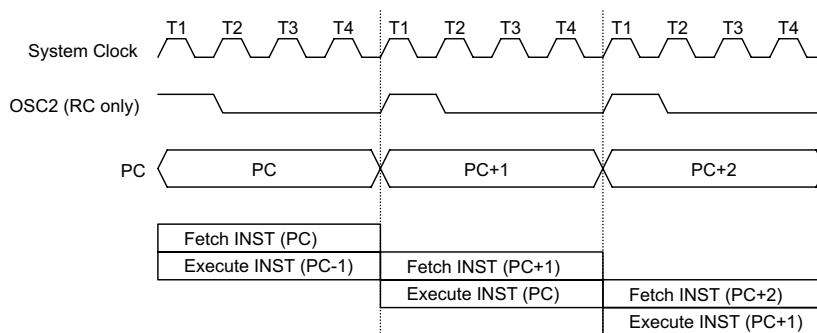 T1 T2 T3 T4 T1 T2 T3 T4 T1 T2 T3 T4
System Clock
OSC2 (RC only)
PC PC PC+1 PC+2
Fetch INST (PC)
Execute INST (PC-1) Fetch INST (PC+1)
Execute INST (PC) Fetch INST (PC+2)
Execute INST (PC+1)